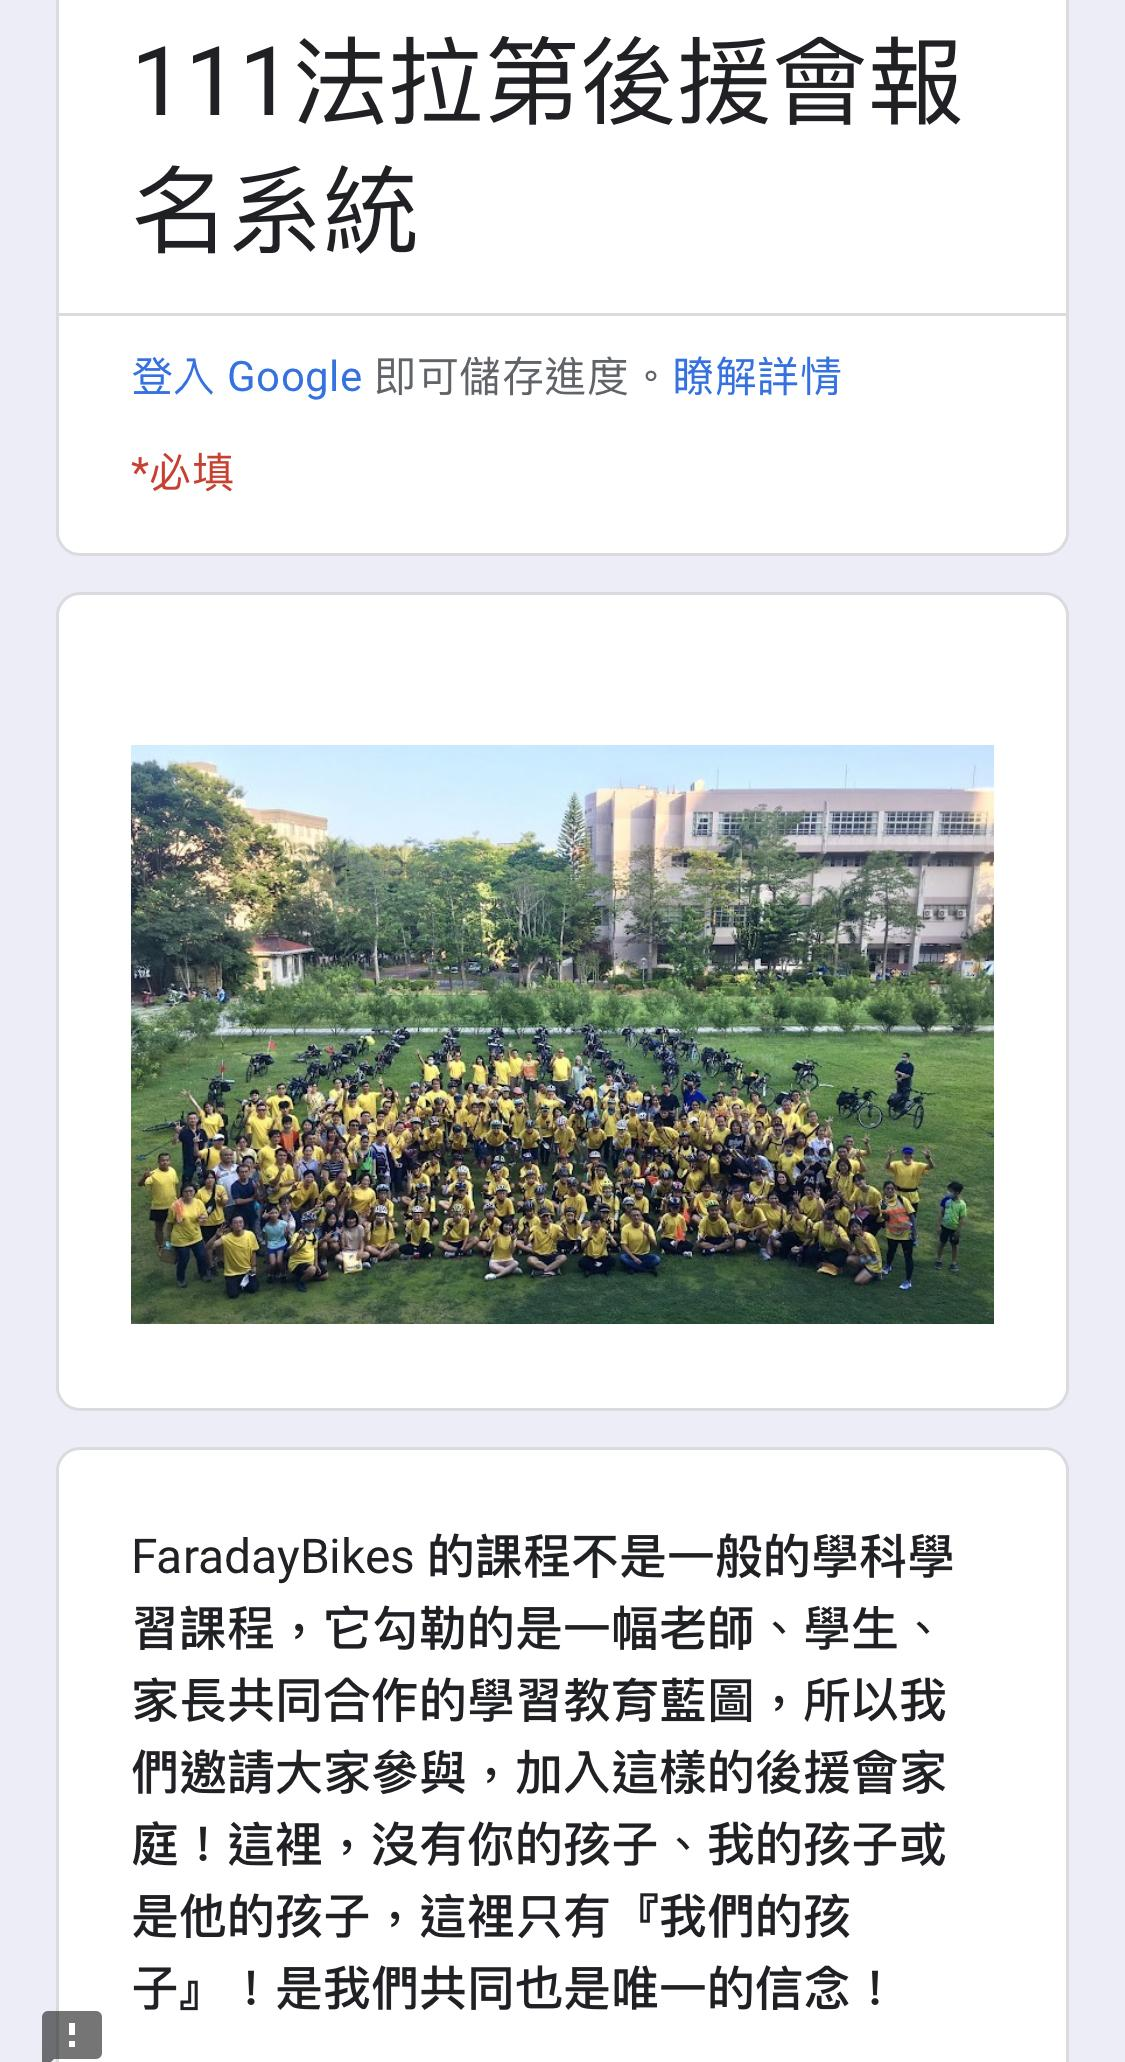 111法拉第後援會報
名系統
登入 Google 即可儲存進度。瞭解詳情
*必填
FaradayBikes 的課程不是一般的學科學
習課程，它勾勒的是一幅老師、學生、
家長共同合作的學習教育藍圖，所以我
們邀請大家參與，加入這樣的後援會家
庭！這裡，沒有你的孩子、我的孩子或
是他的孩子，這裡只有『我們的孩
子』！是我們共同也是唯一的信念！